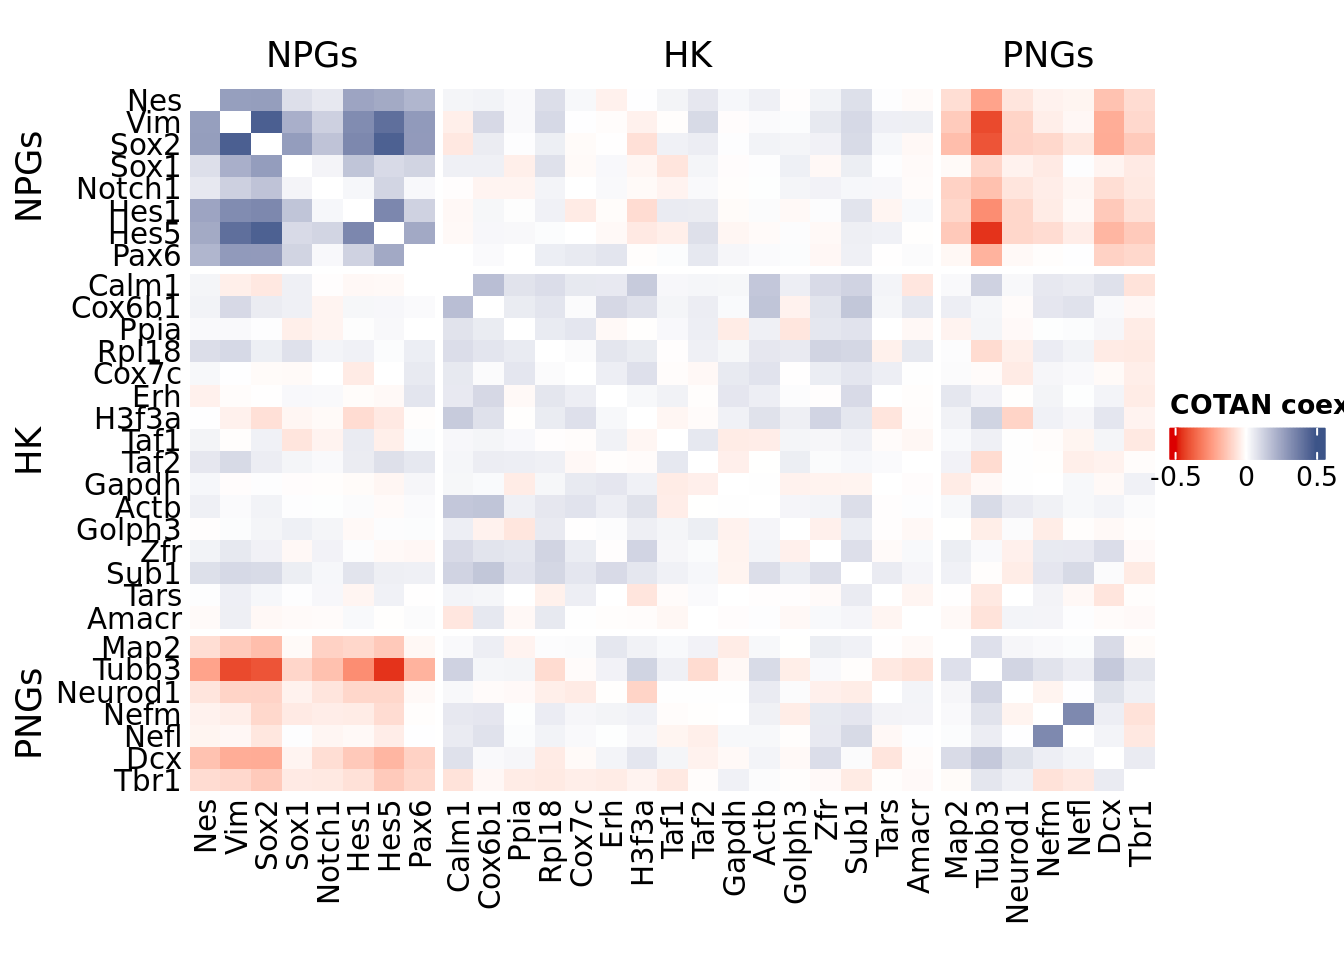 NPGs HK PNGs
NPGs
Nes
Vim
Sox2
Sox1
Notch1
Hes1
Hes5
Pax6
HK
Calm1
Cox6b1
Ppia
Rpl18
Cox7c
Erh
H3f3a
Taf1
Taf2
Gapdh
Actb
Golph3
Zfr
Sub1
Tars
Amacr
PNGs
Map2
Tubb3
Neurod1
Nefm
Nefl
Dcx
Tbr1
Nes Vim Sox2 Sox1 Notch1 Hes1 Hes5 Pax6 Calm1 Cox6b1 Ppia Rpl18 Cox7c Erh H3f3a Taf1 Taf2 Gapdh Actb Golph3 Zfr Sub1 Tars Amacr Map2 Tubb3 Neurod1 Nefm Nefl Dcx Tbr1
COTAN coex
-0.5 0 0.5